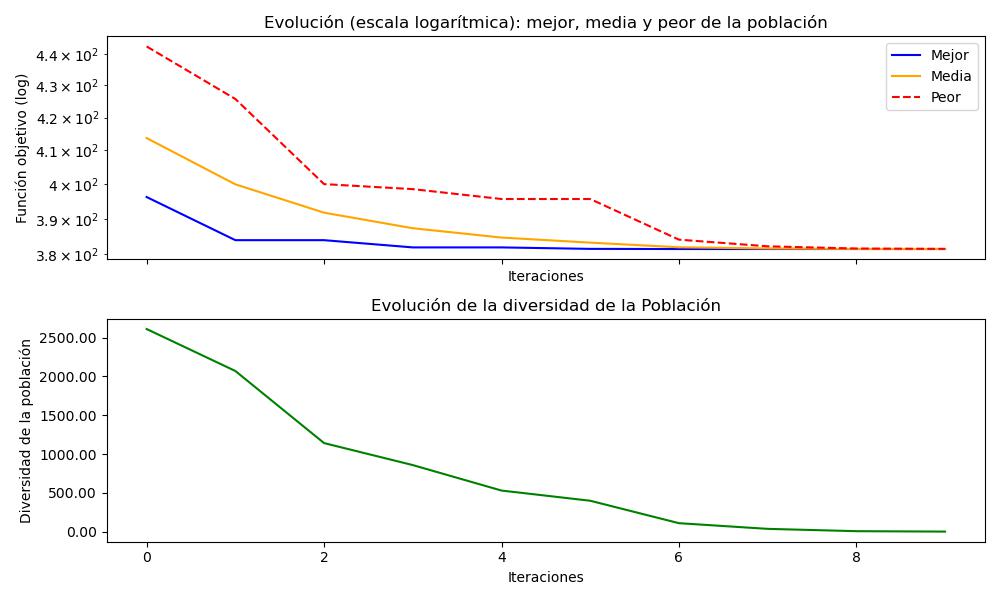 Evolución (escala logarítmica): mejor, media y peor de la población
Función objetivo (log)
4.4 × 10²
4.3 × 10²
4.2 × 10²
4.1 × 10²
4 × 10²
3.9 × 10²
3.8 × 10²
Mejor
Media
Peor
Iteraciones
Evolución de la diversidad de la Población
Diversidad de la población
2500.00
2000.00
1500.00
1000.00
500.00
0.00
0 2 4 6 8
Iteraciones